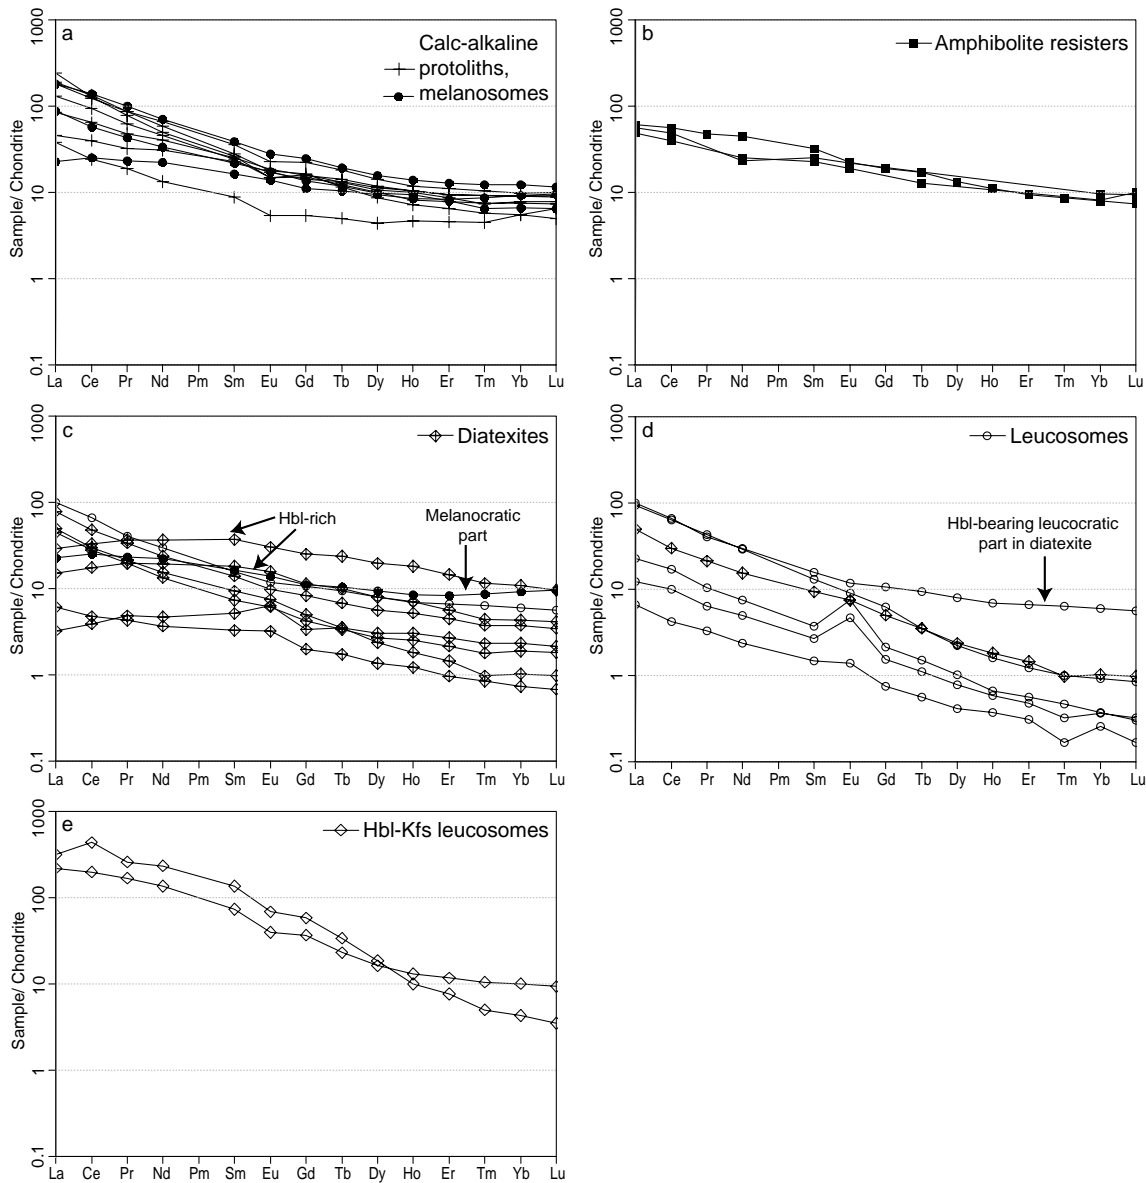 a
Calc-alkaline
protoliths,
melanosomes
Sample/ Chondrite
1000
100
10
1
0.1
La Ce Pr Nd Pm Sm Eu Gd Tb Dy Ho Er Tm Yb Lu
b
Amphibolite resisters
Sample/ Chondrite
1000
100
10
1
0.1
La Ce Pr Nd Pm Sm Eu Gd Tb Dy Ho Er Tm Yb Lu
c
Diatexites
Hbl-rich
Melanocratic
part
Sample/ Chondrite
1000
100
10
1
0.1
La Ce Pr Nd Pm Sm Eu Gd Tb Dy Ho Er Tm Yb Lu
d
Leucosomes
Hbl-bearing leucocratic
part in diatexite
Sample/ Chondrite
1000
100
10
1
0.1
La Ce Pr Nd Pm Sm Eu Gd Tb Dy Ho Er Tm Yb Lu
e
Hbl-Kfs leucosomes
Sample/ Chondrite
1000
100
10
1
0.1
La Ce Pr Nd Pm Sm Eu Gd Tb Dy Ho Er Tm Yb Lu